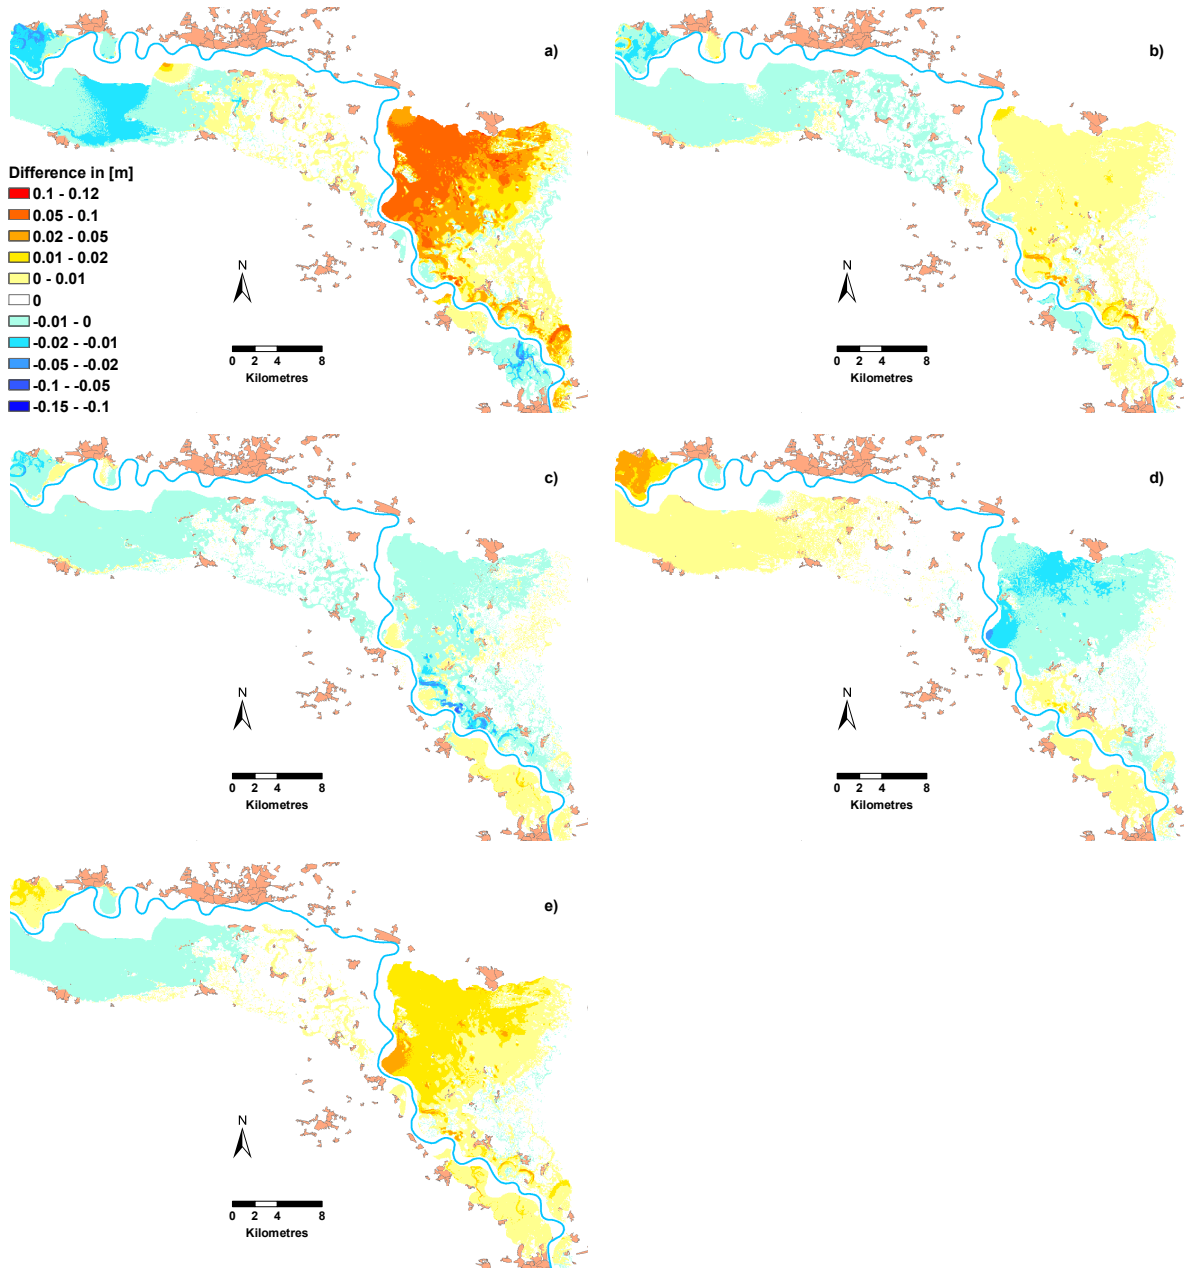 a)
Difference in [m]
0.1 - 0.12
0.05 - 0.1
0.02 - 0.05
0.01 - 0.02
0 - 0.01
0
-0.01 - 0
-0.02 - -0.01
-0.05 - -0.02
-0.1 - -0.05
-0.15 - -0.1
N
0 2 4 8
Kilometres
b)
N
0 2 4 8
Kilometres
c)
N
0 2 4 8
Kilometres
d)
N
0 2 4 8
Kilometres
e)
N
0 2 4 8
Kilometres